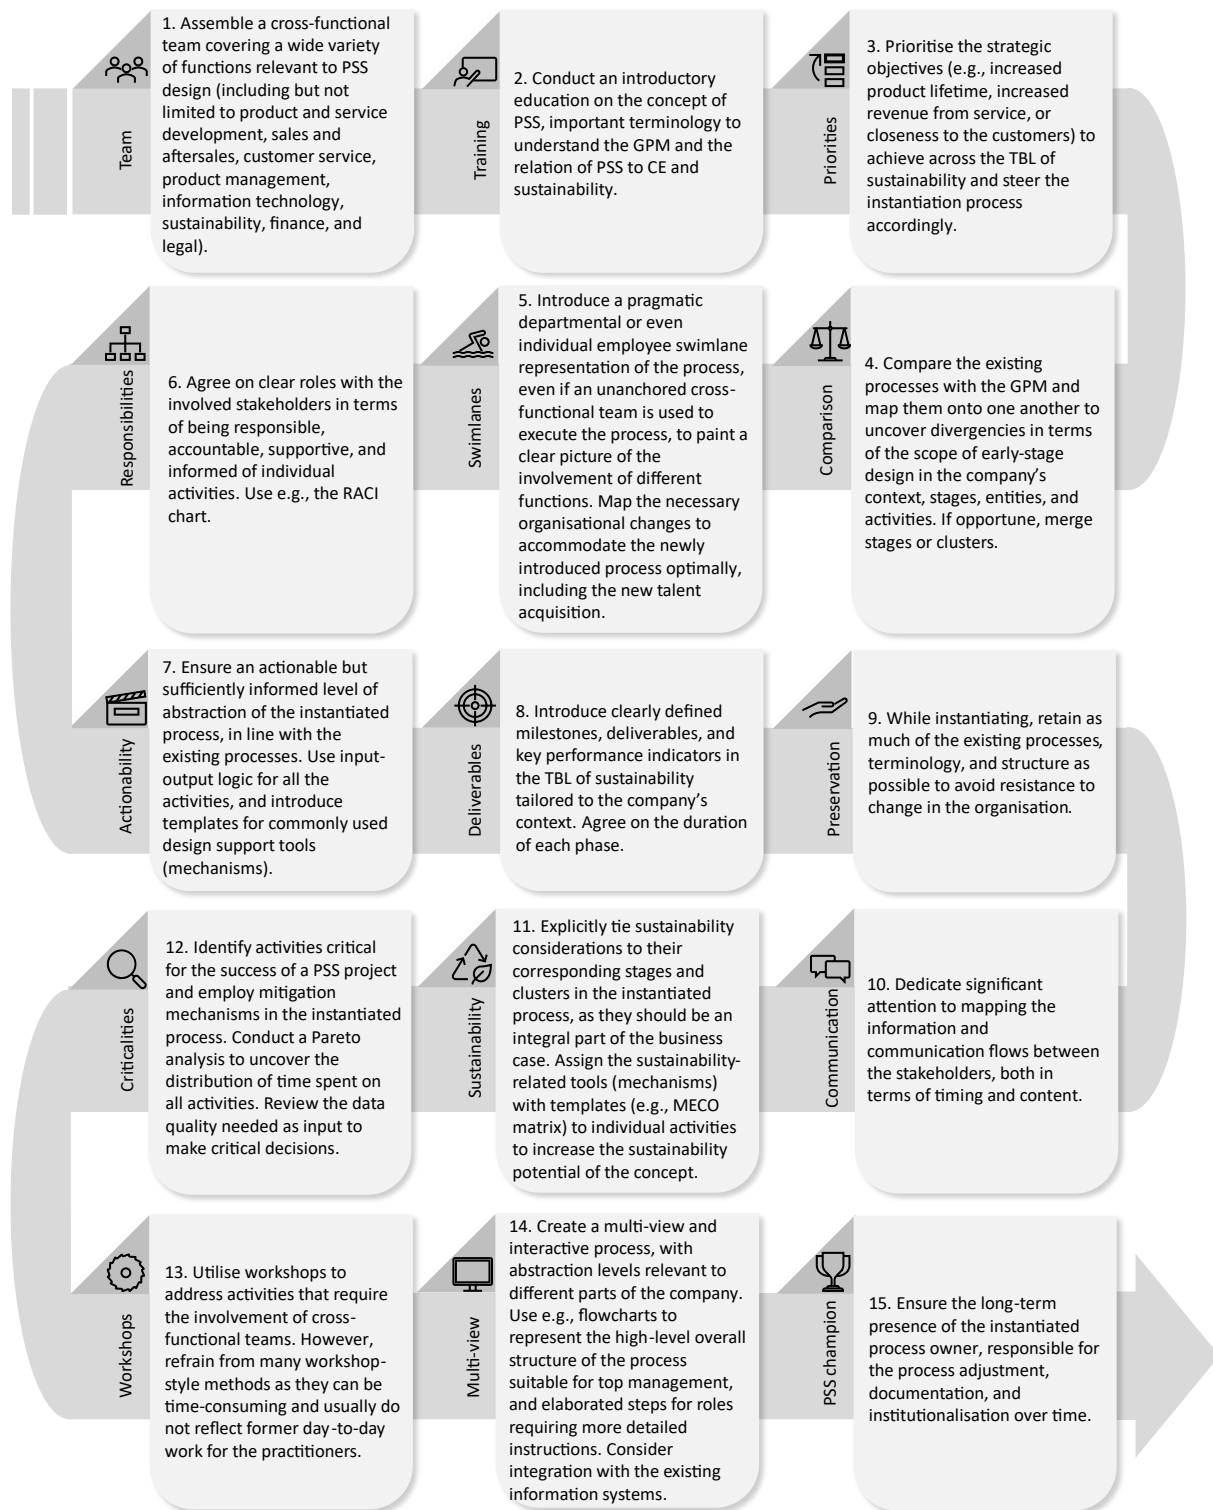 Team
1. Assemble a cross-functional
team covering a wide variety
of functions relevant to PSS
design (including but not
limited to product and service
development, sales and
aftersales, customer service,
product management,
information technology,
sustainability, finance, and
legal).
Training
2. Conduct an introductory
education on the concept of
PSS, important terminology to
understand the GPM and the
relation of PSS to CE and
sustainability.
Priorities
3. Prioritise the strategic
objectives (e.g., increased
product lifetime, increased
revenue from service, or
closeness to the customers) to
achieve across the TBL of
sustainability and steer the
instantiation process
accordingly.
Comparison
4. Compare the existing
processes with the GPM and
map them onto one another to
uncover divergencies in terms
of the scope of early-stage
design in the company's
context, stages, entities, and
activities. If opportune, merge
stages or clusters.
Swimlanes
5. Introduce a pragmatic
departmental or even
individual employee swimlane
representation of the process,
even if an unanchored cross-
functional team is used to
execute the process, to paint a
clear picture of the
involvement of different
functions. Map the necessary
organisational changes to
accommodate the newly
introduced process optimally,
including the new talent
acquisition.
Responsibilities
6. Agree on clear roles with the
involved stakeholders in terms
of being responsible,
accountable, supportive, and
informed of individual
activities. Use e.g., the RACI
chart.
Actionability
7. Ensure an actionable but
sufficiently informed level of
abstraction of the instantiated
process, in line with the
existing processes. Use input-
output logic for all the
activities, and introduce
templates for commonly used
design support tools
(mechanisms).
Deliverables
8. Introduce clearly defined
milestones, deliverables, and
key performance indicators in
the TBL of sustainability
tailored to the company's
context. Agree on the duration
of each phase.
Preservation
9. While instantiating, retain as
much of the existing processes,
terminology, and structure as
possible to avoid resistance to
change in the organisation.
Communication
10. Dedicate significant
attention to mapping the
information and
communication flows between
the stakeholders, both in
terms of timing and content.
Sustainability
11. Explicitly tie sustainability
considerations to their
corresponding stages and
clusters in the instantiated
process, as they should be an
integral part of the business
case. Assign the sustainability-
related tools (mechanisms)
with templates (e.g., MECO
matrix) to individual activities
to increase the sustainability
potential of the concept.
Criticalities
12. Identify activities critical
for the success of a PSS project
and employ mitigation
mechanisms in the instantiated
process. Conduct a Pareto
analysis to uncover the
distribution of time spent on
all activities. Review the data
quality needed as input to
make critical decisions.
Workshops
13. Utilise workshops to
address activities that require
the involvement of cross-
functional teams. However,
refrain from many workshop-
style methods as they can be
time-consuming and usually do
not reflect former day-to-day
work for the practitioners.
Multi-view
14. Create a multi-view and
interactive process, with
abstraction levels relevant to
different parts of the company.
Use e.g., flowcharts to
represent the high-level overall
structure of the process
suitable for top management,
and elaborated steps for roles
requiring more detailed
instructions. Consider
integration with the existing
information systems.
PSS champion
15. Ensure the long-term
presence of the instantiated
process owner, responsible for
the process adjustment,
documentation, and
institutionalisation over time.